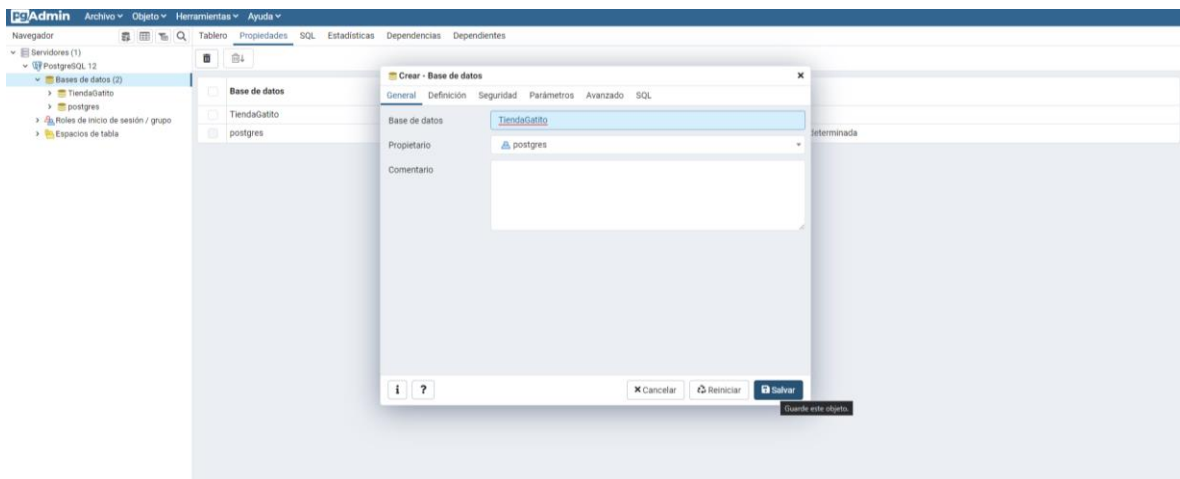 pgAdmin Archivo Objeto Herramientas Ayuda
Navegador
Tablero Propiedades SQL Estadísticas Dependencias Dependientes
Servidores (1)
PostgreSQL 12
Bases de datos (2)
TiendaGatito
postgres
Roles de inicio de sesión / grupo
Espacios de tabla
Base de datos
TiendaGatito
postgres
Crear - Base de datos
General Definición Seguridad Parámetros Avanzado SQL
Base de datos TiendaGatito
Propietario postgres
Comentario
i ? Cancelar Reiniciar Salvar
Guarde este objeto.